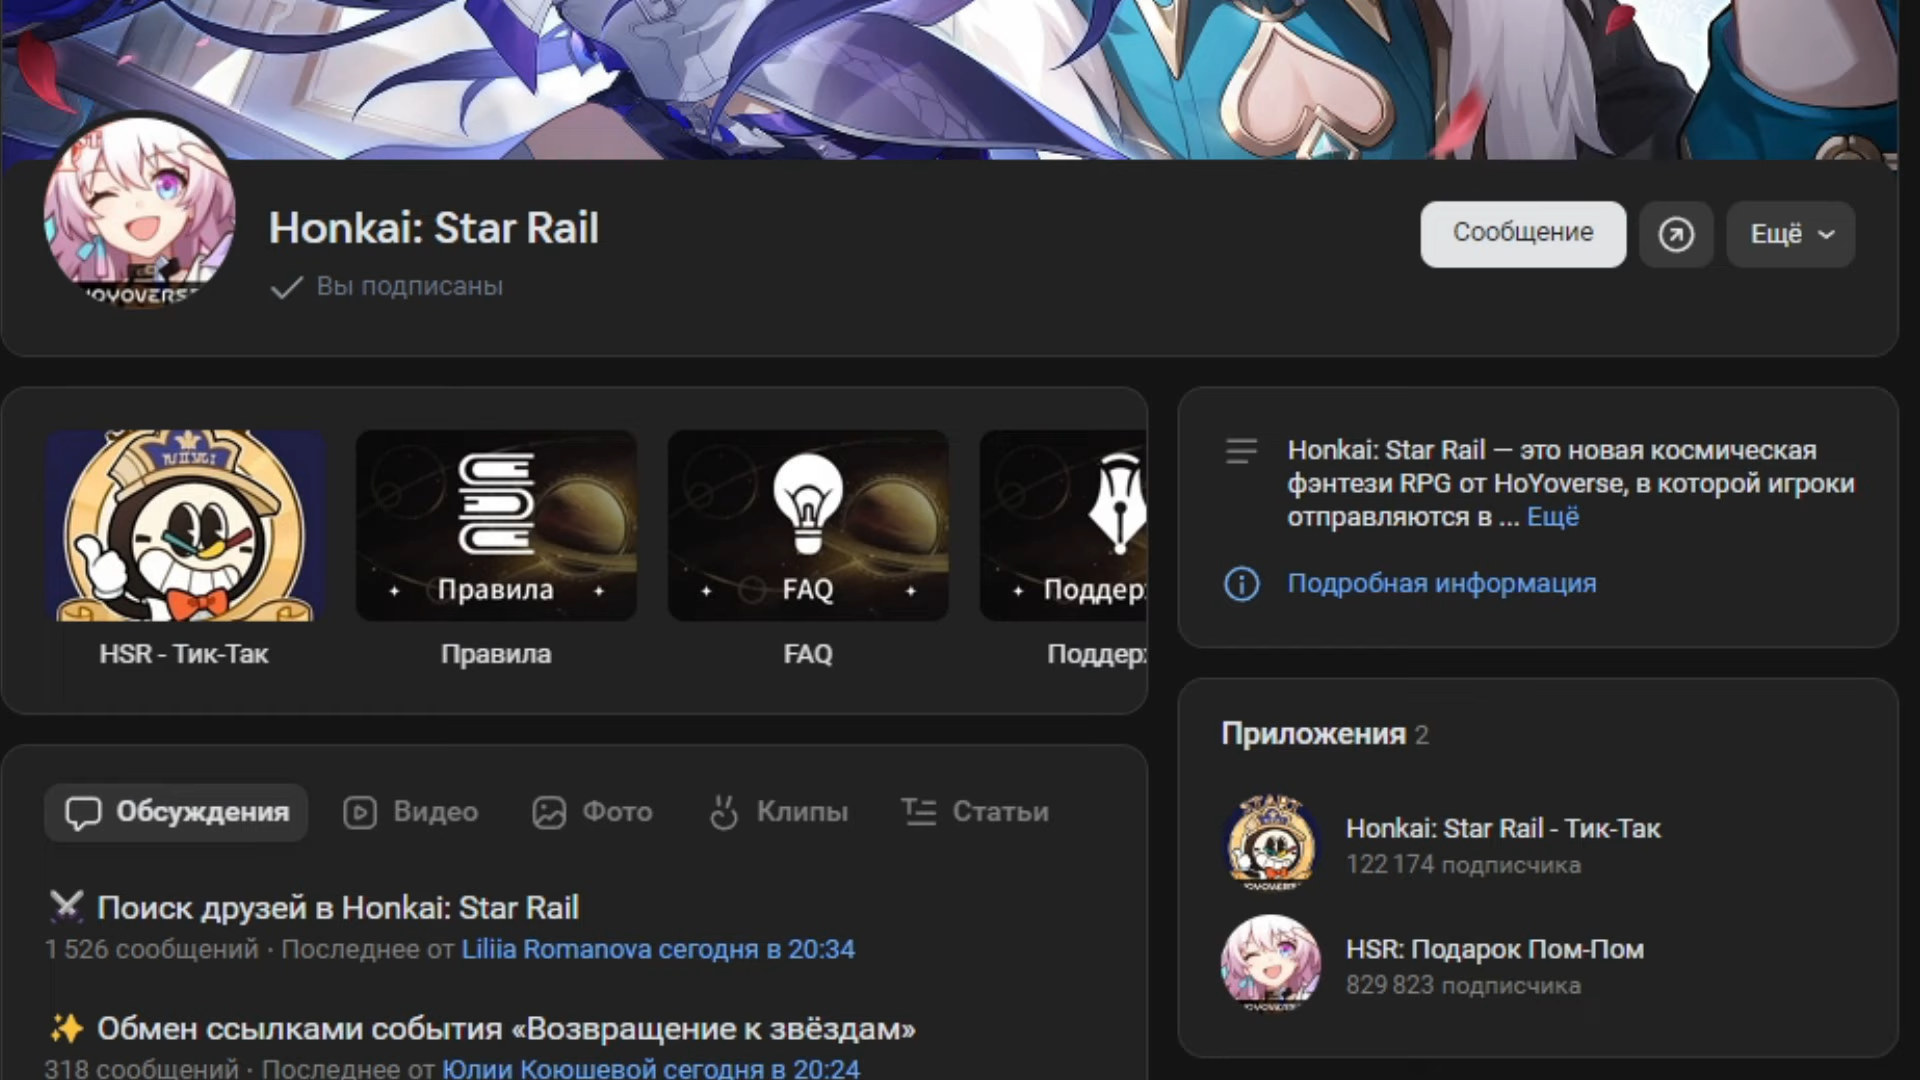 Honkai: Star Rail
Вы подписаны
Сообщение
Ещё
HSR - Тик-Так
Правила
Правила
FAQ
FAQ
Поддер
Поддер
Honkai: Star Rail — это новая космическая
фэнтези RPG от HoYoverse, в которой игроки
отправляются в ... Ещё
Подробная информация
Приложения 2
Honkai: Star Rail - Тик-Так
122 174 подписчика
HSR: Подарок Пом-Пом
829 823 подписчика
Обсуждения
Видео
Фото
Клипы
Статьи
Поиск друзей в Honkai: Star Rail
1 526 сообщений · Последнее от Liliia Romanova сегодня в 20:34
Обмен ссылками события «Возвращение к звёздам»
318 сообщений · Последнее от Юлии Коюшевой сегодня в 20:24